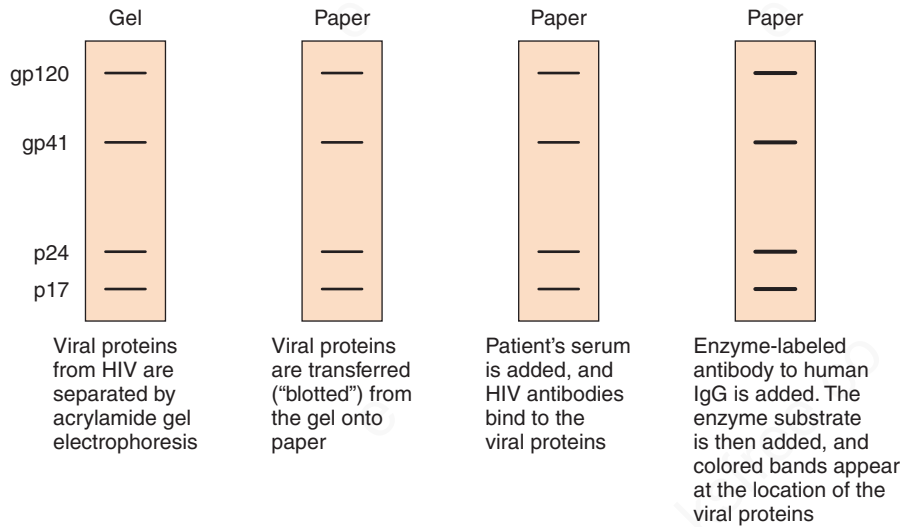 Gel
Paper
Paper
Paper
gp120
gp41
p24
p17
Viral proteins
from HIV are
separated by
acrylamide gel
electrophoresis
Viral proteins
are transferred
(“blotted”) from
the gel onto
paper
Patient’s serum
is added, and
HIV antibodies
bind to the
viral proteins
Enzyme-labeled
antibody to human
IgG is added. The
enzyme substrate
is then added, and
colored bands appear
at the location of the
viral proteins